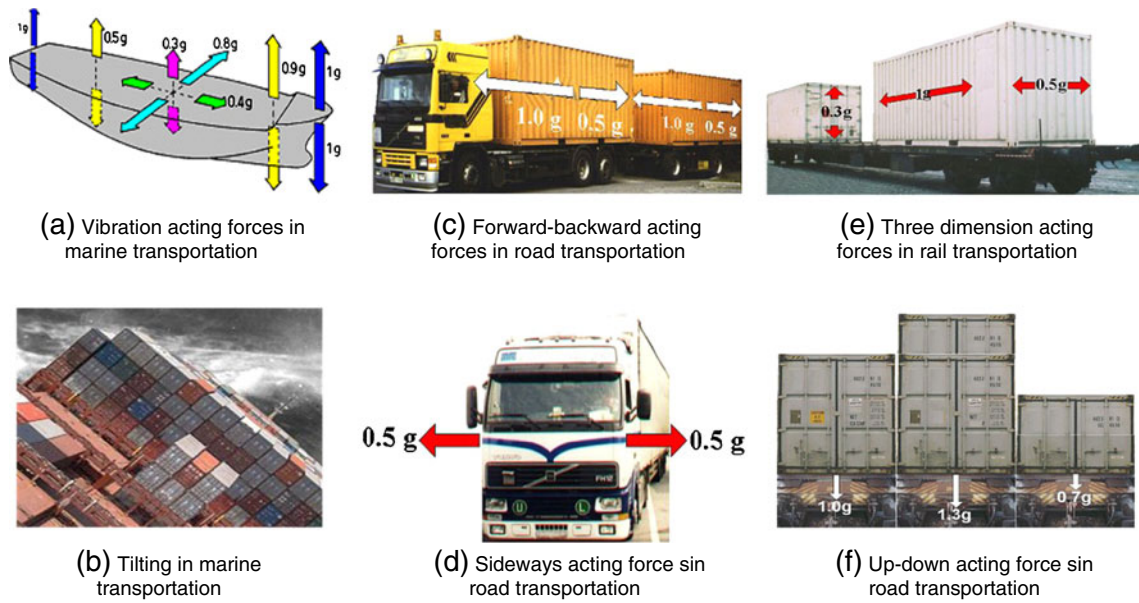 1g
0.5g
0.3g
0.8g
0.4g
0.9g
1g
1g
(a) Vibration acting forces in
marine transportation
1.0 g 0.5 g 1.0 g 0.5 g
(c) Forward-backward acting
forces in road transportation
0.3g
1g
0.5g
(e) Three dimension acting
forces in rail transportation
(b) Tilting in marine
transportation
0.5 g
0.5 g
FH12
U
L
(d) Sideways acting force sin
road transportation
1.0g
1.3g
0.7g
(f) Up-down acting force sin
road transportation